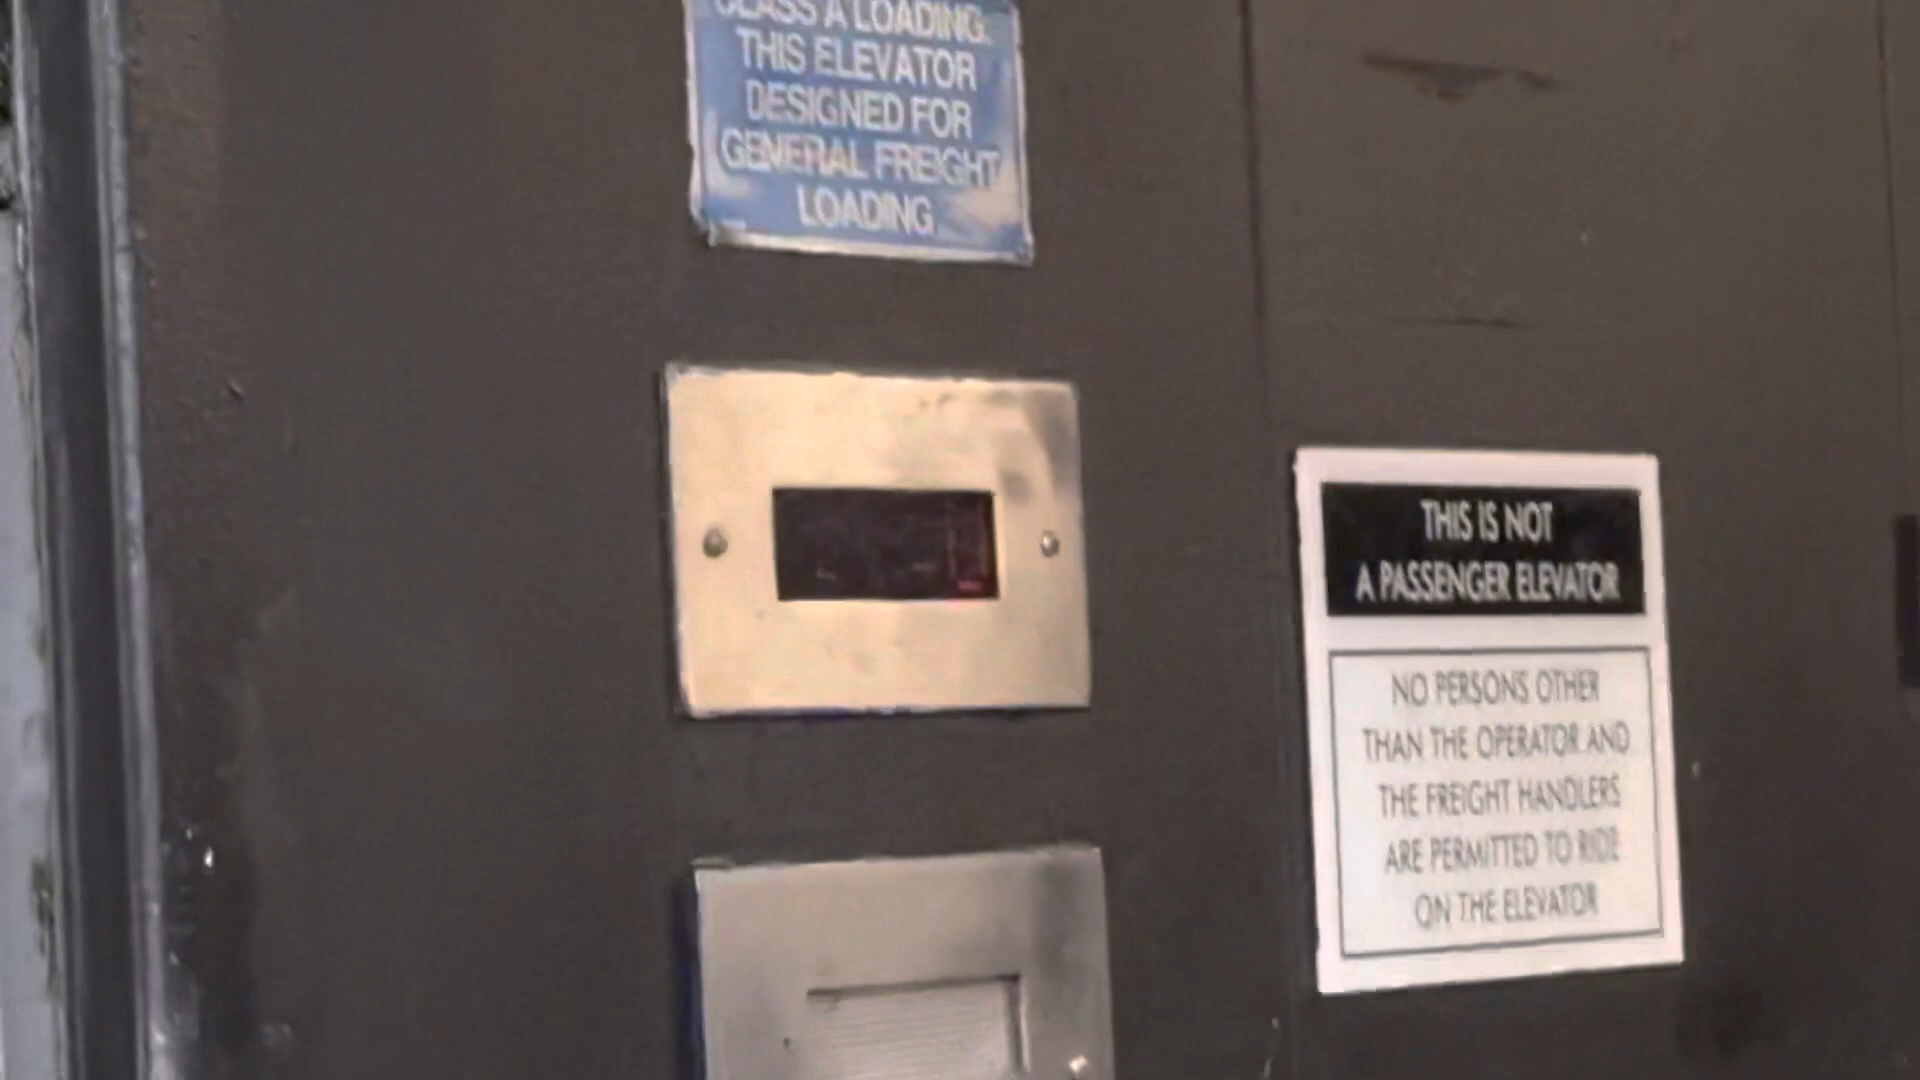 CLASS A LOADING.
THIS ELEVATOR
DESIGNED FOR
GENERAL FREIGHT
LOADING
THIS IS NOT
A PASSENGER ELEVATOR
NO PERSONS OTHER
THAN THE OPERATOR AND
THE FREIGHT HANDLERS
ARE PERMITTED TO RIDE
ON THE ELEVATOR